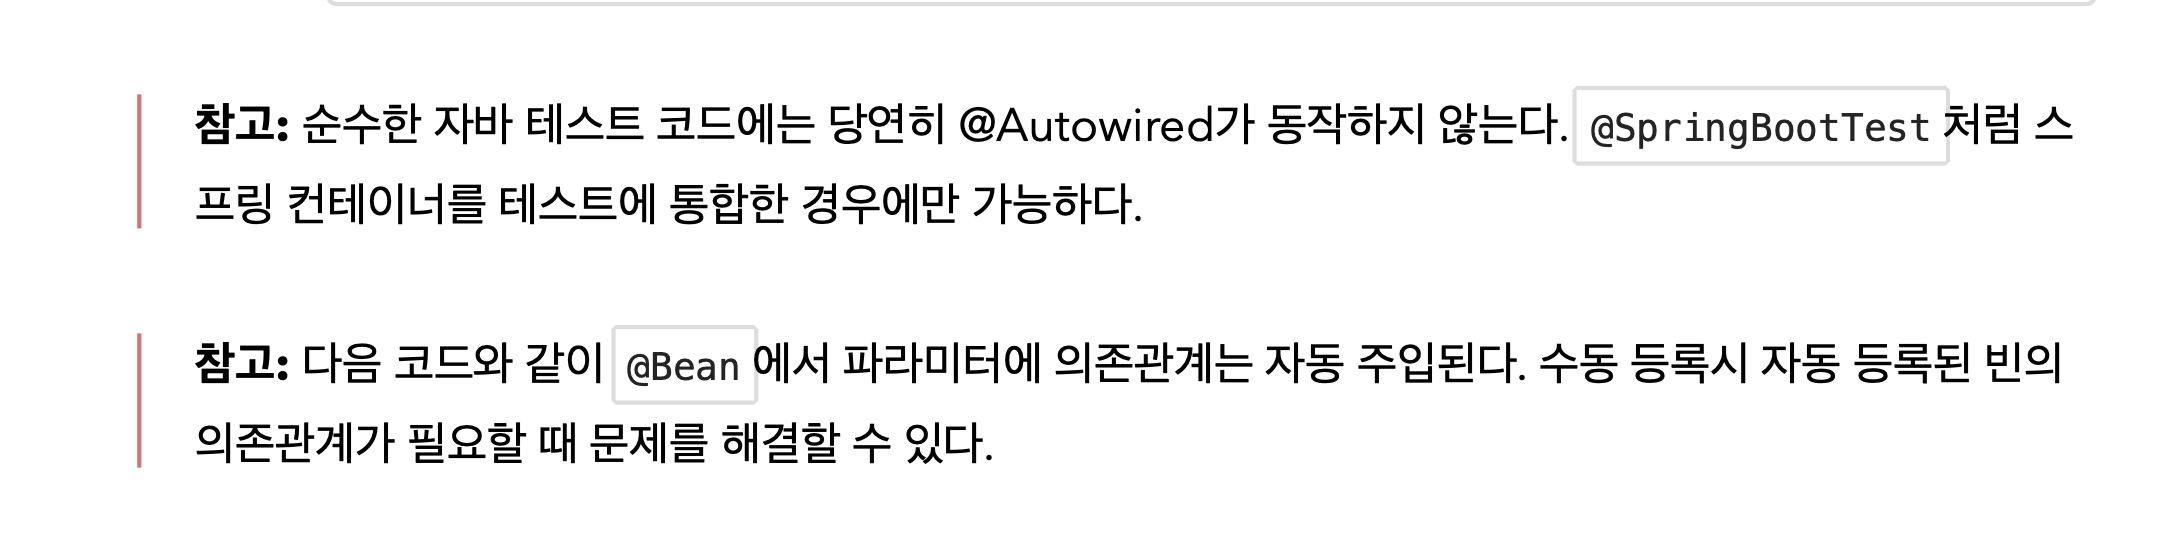 참고: 순수한 자바 테스트 코드에는 당연히 @Autowired가 동작하지 않는다. @SpringBootTest 처럼 스
프링 컨테이너를 테스트에 통합한 경우에만 가능하다.
참고: 다음 코드와 같이 @Bean 에서 파라미터에 의존관계는 자동 주입된다. 수동 등록시 자동 등록된 빈의
의존관계가 필요할 때 문제를 해결할 수 있다.